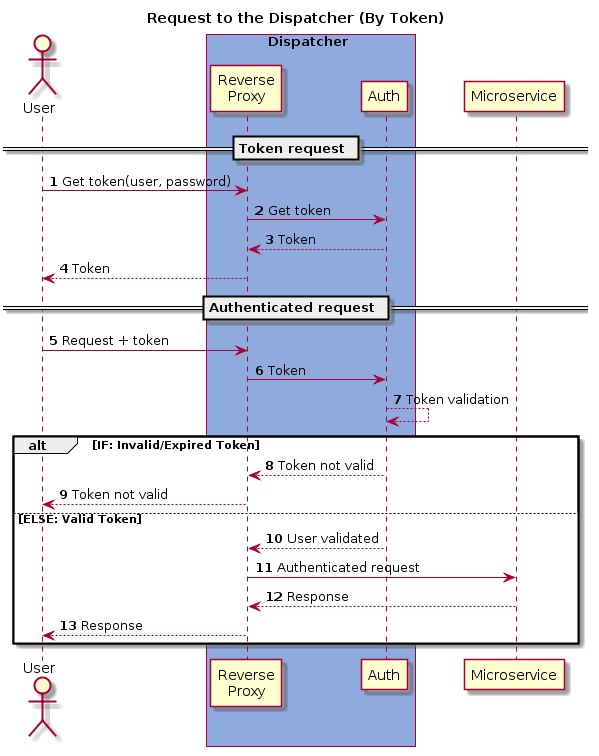 Request to the Dispatcher (By Token)
Dispatcher
User
Reverse
Proxy
Auth
Microservice
Token request
1 Get token(user, password)
2 Get token
3 Token
4 Token
Authenticated request
5 Request + token
6 Token
7 Token validation
alt [IF: Invalid/Expired Token]
8 Token not valid
9 Token not valid
[ELSE: Valid Token]
10 User validated
11 Authenticated request
12 Response
13 Response
User
Reverse
Proxy
Auth
Microservice